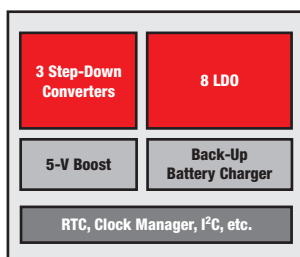 3 Step-Down
Converters
8 LDO
5-V Boost
Back-Up
Battery Charger
RTC, Clock Manager, I²C, etc.